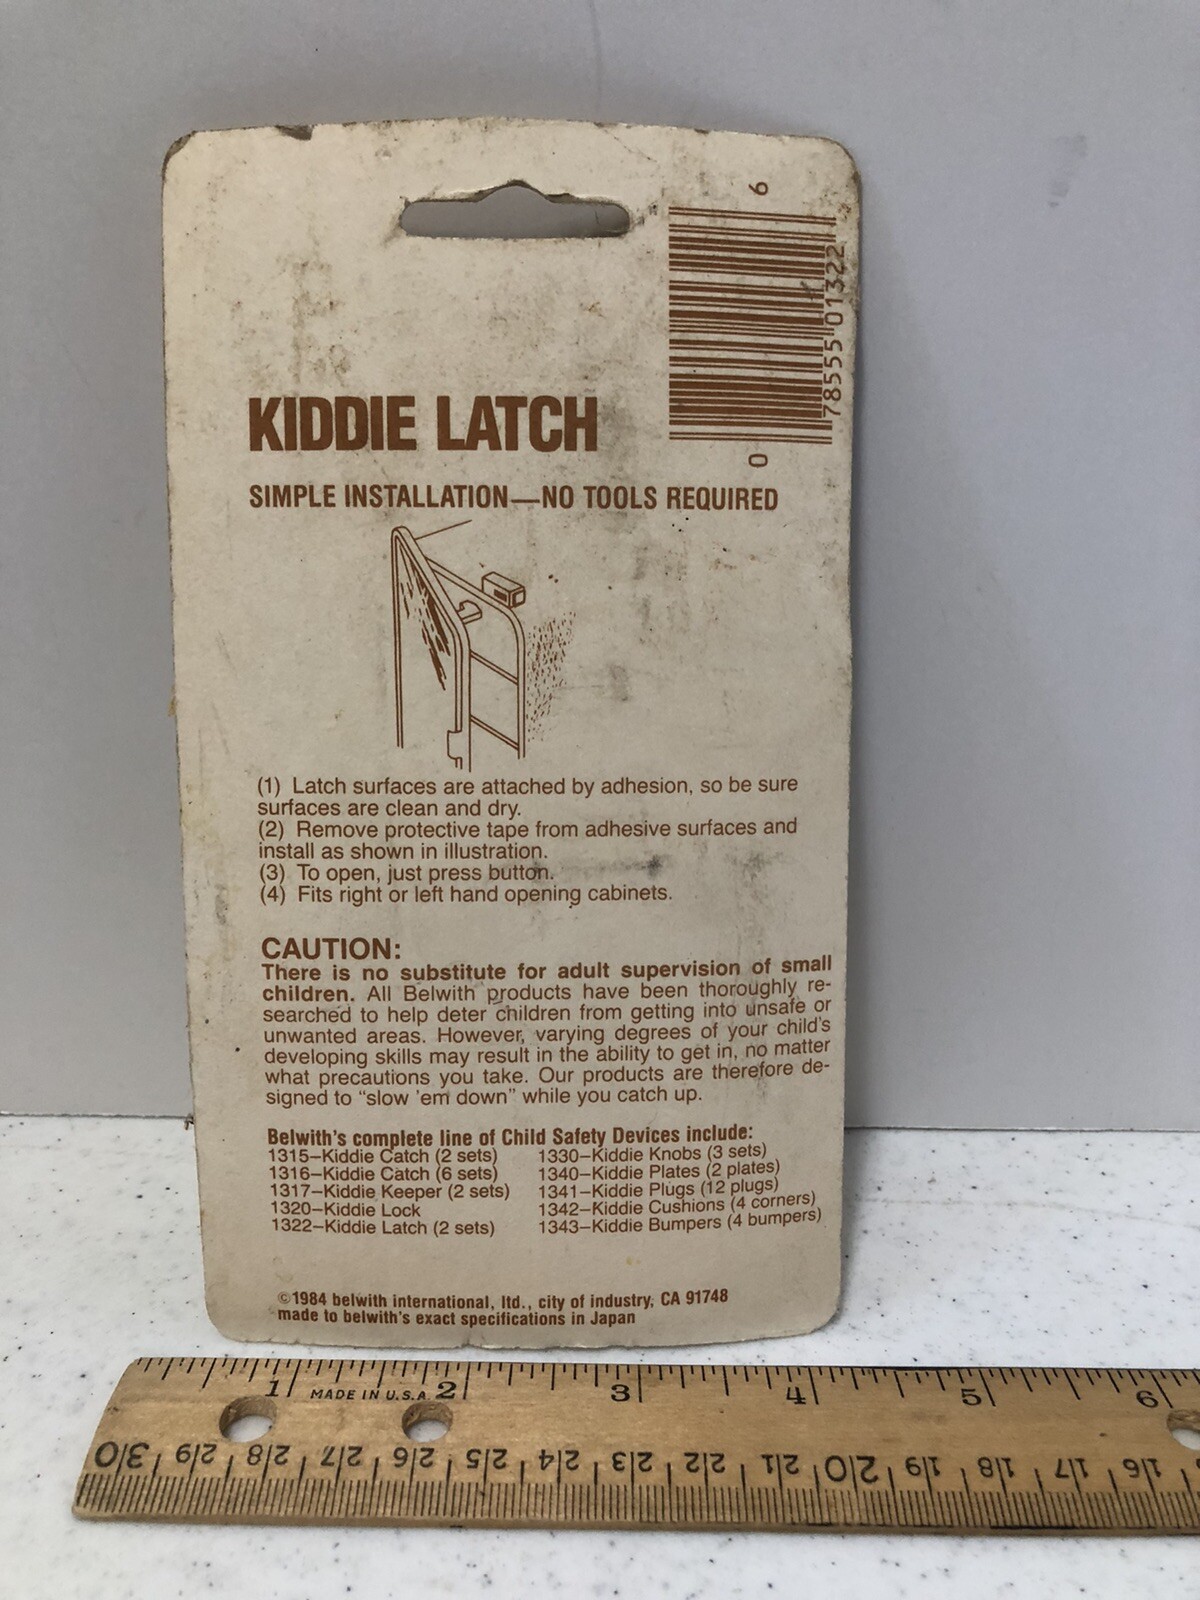 6
78555 01322
0
KIDDIE LATCH
SIMPLE INSTALLATION—NO TOOLS REQUIRED
(1) Latch surfaces are attached by adhesion, so be sure
surfaces are clean and dry.
(2) Remove protective tape from adhesive surfaces and
install as shown in illustration.
(3) To open, just press button.
(4) Fits right or left hand opening cabinets.
CAUTION:
There is no substitute for adult supervision of small
children. All Belwith products have been thoroughly re-
searched to help deter children from getting into unsafe or
unwanted areas. However, varying degrees of your child's
developing skills may result in the ability to get in, no matter
what precautions you take. Our products are therefore de-
signed to "slow 'em down" while you catch up.
Belwith's complete line of Child Safety Devices include:
1315–Kiddie Catch (2 sets)
1316–Kiddie Catch (6 sets)
1317–Kiddie Keeper (2 sets)
1320–Kiddie Lock
1322–Kiddie Latch (2 sets)
1330–Kiddie Knobs (3 sets)
1340–Kiddie Plates (2 plates)
1341–Kiddie Plugs (12 plugs)
1342–Kiddie Cushions (4 corners)
1343–Kiddie Bumpers (4 bumpers)
©1984 belwith international, ltd., city of industry, CA 91748
made to belwith's exact specifications in Japan
1 MADE IN U.S.A. 2 3 4 5 6
30 29 28 27 26 25 24 23 22 21 20 19 18 17 16